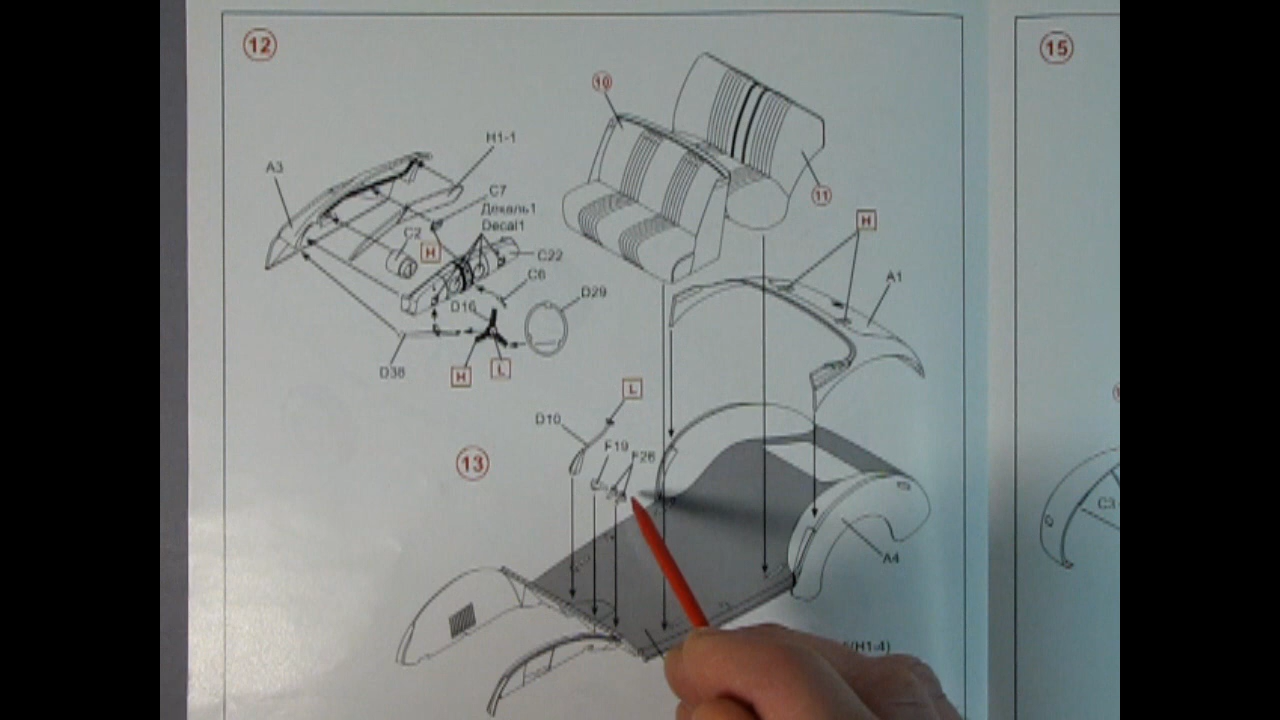 12
15
10
H1-1
A3
C7
11
Декаль1
Decal1
H
C2
H
C22
C6
A1
D29
D16
D38
H
L
L
D10
F19
F26
13
C3
A4
(H1-4)